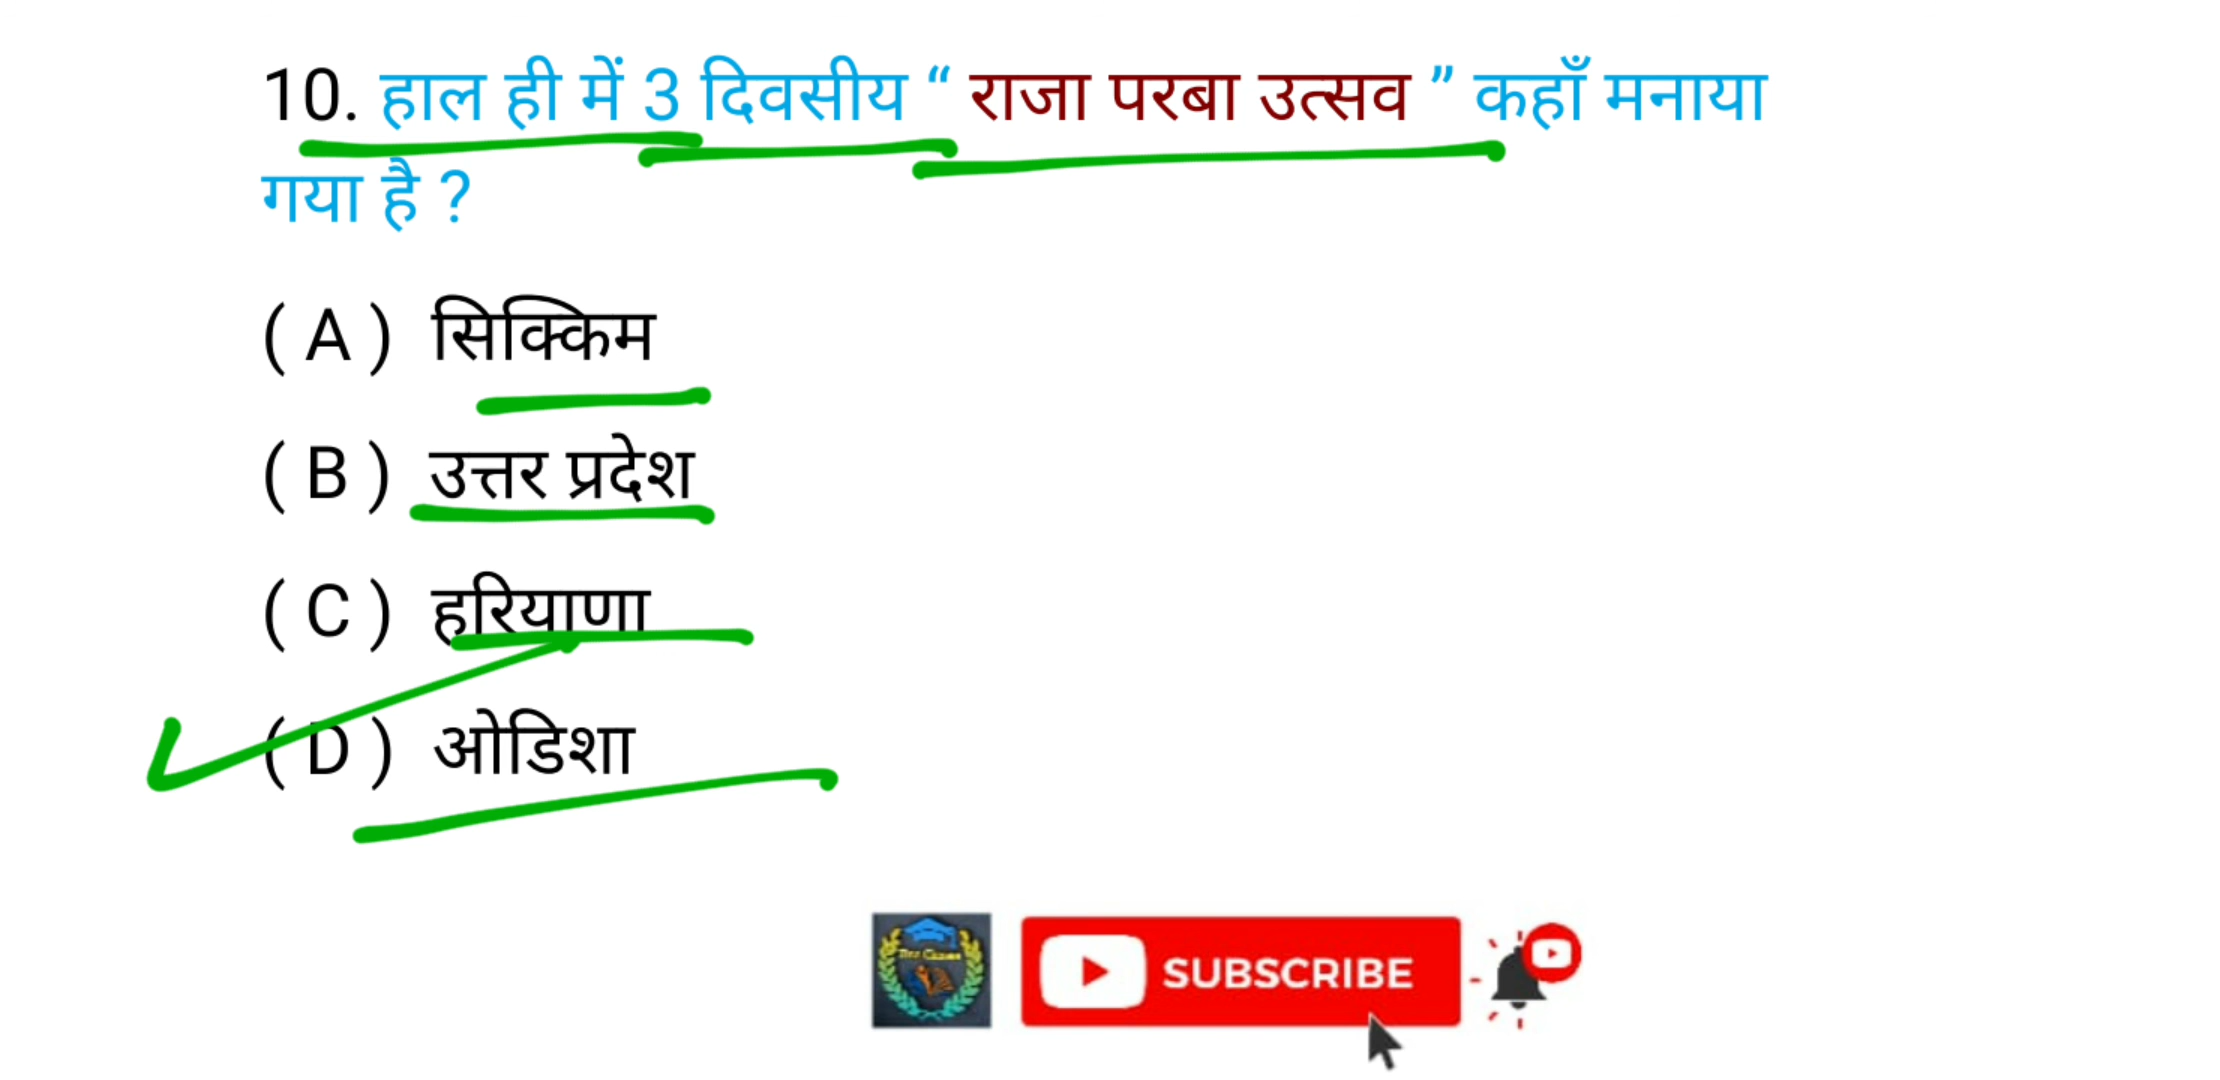 10. हाल ही में 3 दिवसीय “ राजा परबा उत्सव ” कहाँ मनाया
गया है ?
( A ) सिक्किम
( B ) उत्तर प्रदेश
( C ) हरियाणा
( D ) ओडिशा
SUBSCRIBE